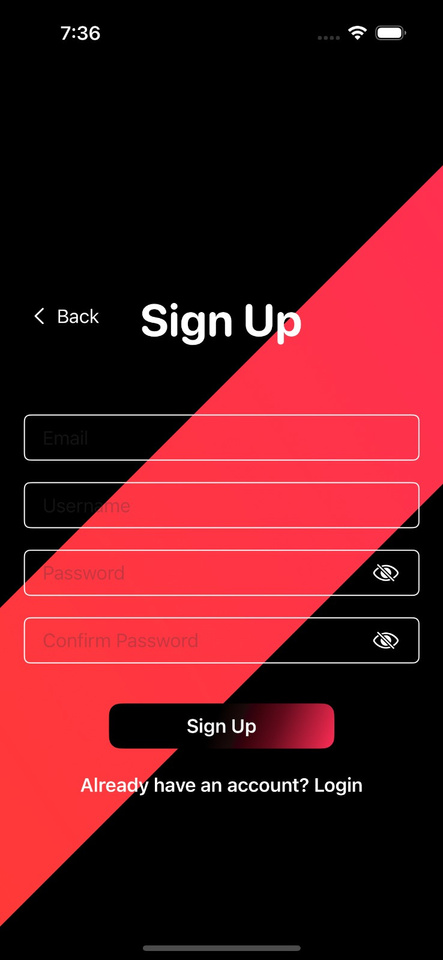 7:36
Back
Sign Up
Email
Username
Password
Confirm Password
Sign Up
Already have an account? Login